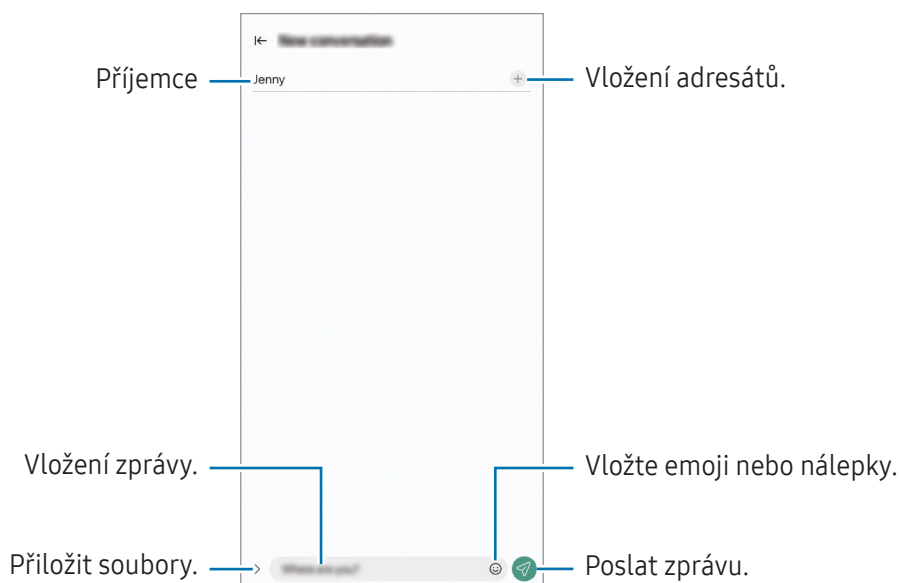 Příjemce
Jenny
Vložení adresátů.
Vložení zprávy.
Vložte emoji nebo nálepky.
Přiložit soubory.
Poslat zprávu.